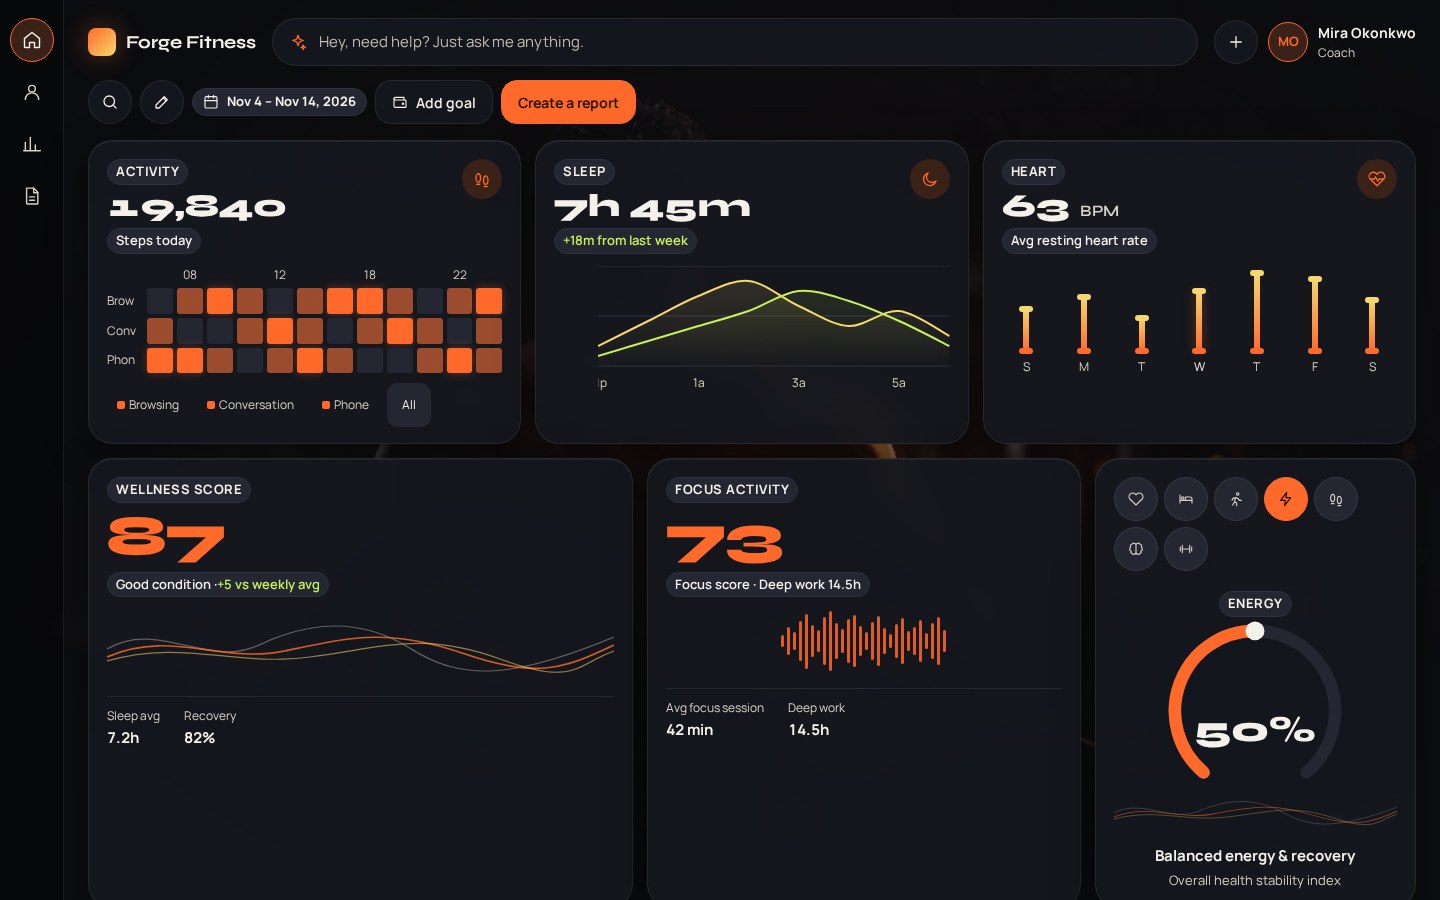 Forge Fitness
Hey, need help? Just ask me anything.
MO
Mira Okonkwo
Coach
Nov 4 – Nov 14, 2026
Add goal
Create a report
ACTIVITY
19,840
Steps today
08 12 18 22
Brow
Conv
Phon
Browsing Conversation Phone All
SLEEP
7h 45m
+18m from last week
1a 3a 5a
HEART
63 BPM
Avg resting heart rate
S M T W T F S
WELLNESS SCORE
87
Good condition · +5 vs weekly avg
Sleep avg Recovery
7.2h 82%
FOCUS ACTIVITY
73
Focus score · Deep work 14.5h
Avg focus session Deep work
42 min 14.5h
ENERGY
50%
Balanced energy & recovery
Overall health stability index